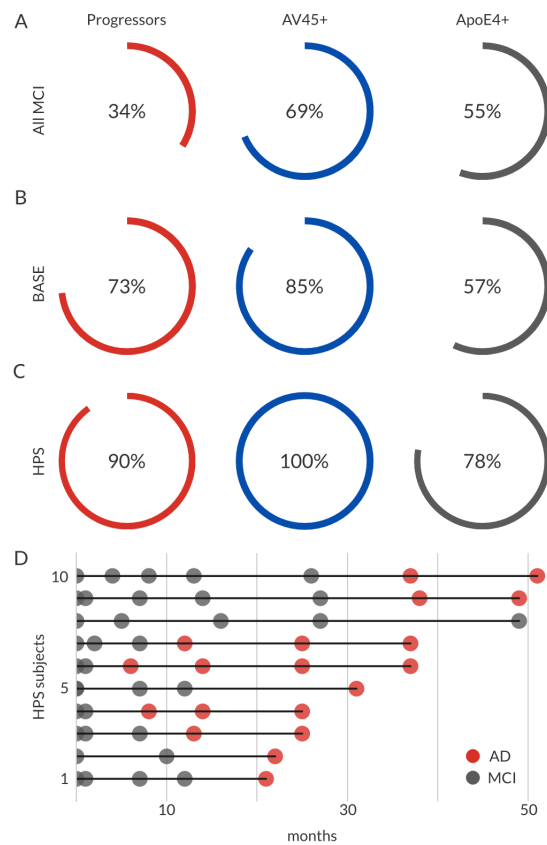 A Progressors AV45+ ApoE4+
All MCI 34% 69% 55%
B
BASE 73% 85% 57%
C
HPS 90% 100% 78%
D
10
5
1
HPS subjects
AD
MCI
10 30 50
months